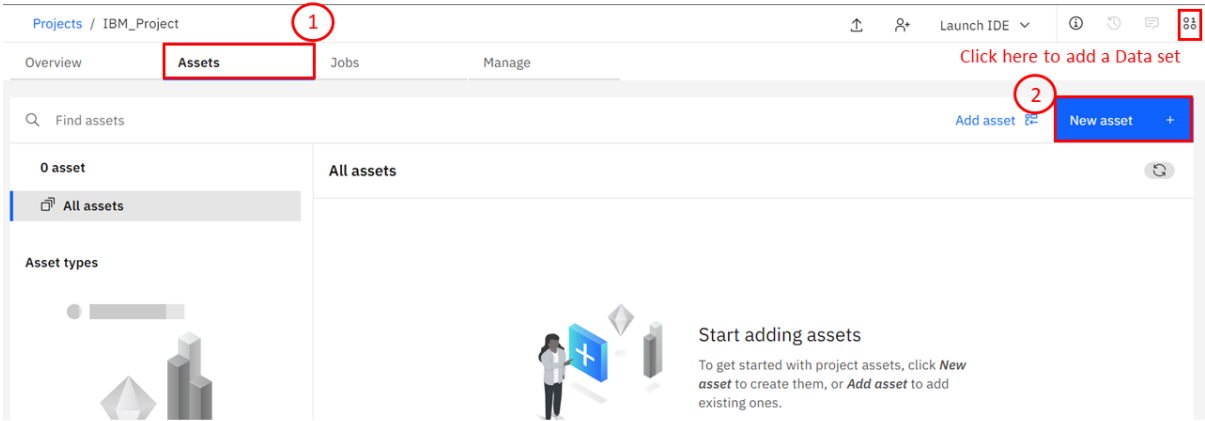 Projects / IBM_Project
1
Launch IDE
Overview
Assets
Jobs
Manage
Click here to add a Data set
2
Find assets
Add asset
New asset +
0 asset
All assets
All assets
Asset types
Start adding assets
To get started with project assets, click New
asset to create them, or Add asset to add
existing ones.